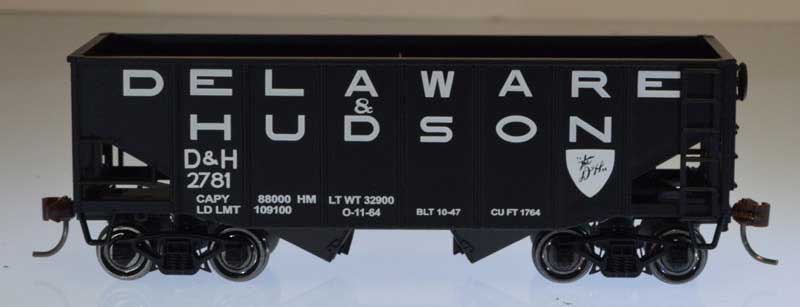 DELAWARE
&
HUDSON
D&H
2781
CAPY 88000 HM LT WT 32900
LD LMT 109100 O-11-64 BLT 10-47 CU FT 1764
D&H